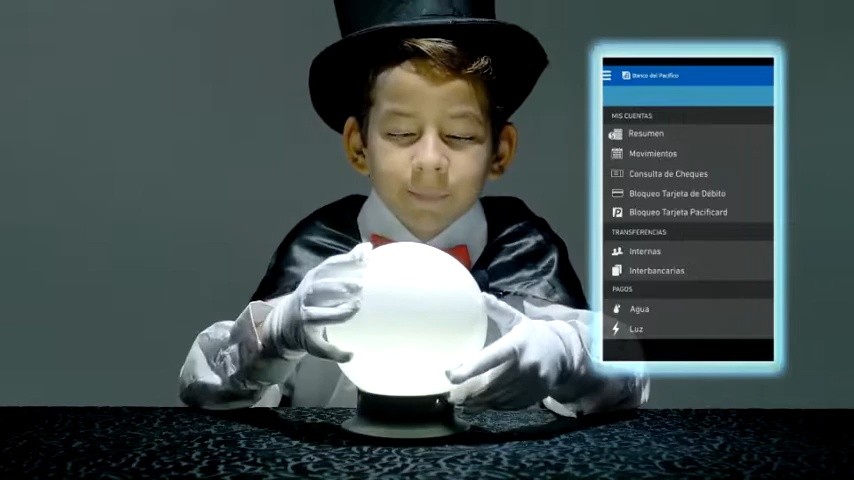 Banco del Pacífico
MIS CUENTAS
Resumen
Movimientos
Consulta de Cheques
Bloqueo Tarjeta de Débito
Bloqueo Tarjeta Pacificard
TRANSFERENCIAS
Internas
Interbancarias
PAGOS
Agua
Luz